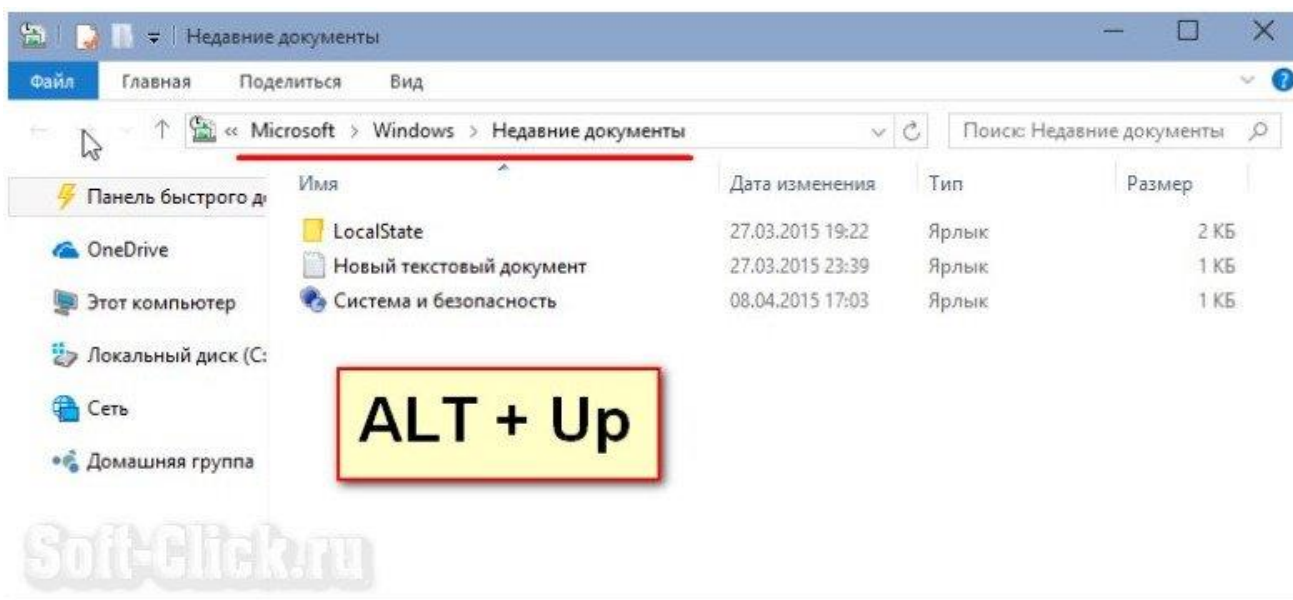 Недавние документы
Файл Главная Поделиться Вид
« Microsoft > Windows > Недавние документы Поиск: Недавние документы
Имя Дата изменения Тип Размер
Панель быстрого д
OneDrive
Этот компьютер
Локальный диск (C:
Сеть
Домашняя группа
LocalState 27.03.2015 19:22 Ярлык 2 КБ
Новый текстовый документ 27.03.2015 23:39 Ярлык 1 КБ
Система и безопасность 08.04.2015 17:03 Ярлык 1 КБ
ALT + Up
Soft-Click.ru